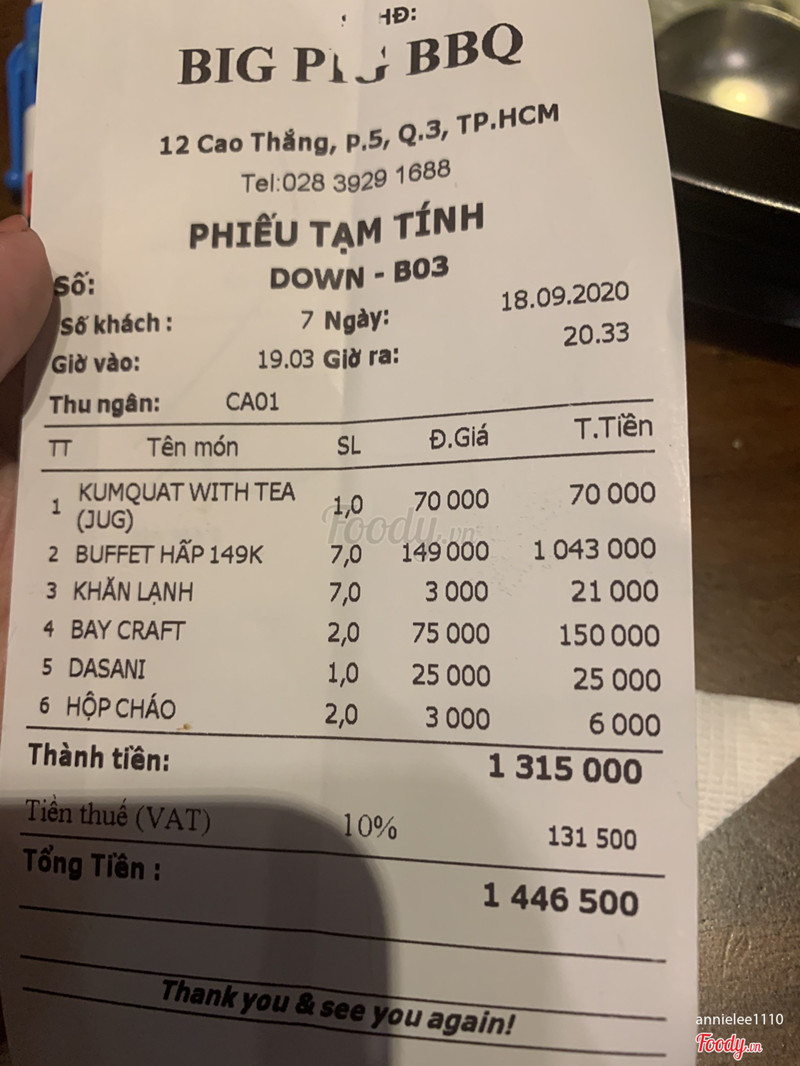 HĐ:
BIG PIG BBQ
12 Cao Thắng, P.5, Q.3, TP.HCM
Tel:028 3929 1688
PHIẾU TẠM TÍNH
Số: DOWN - B03
Số khách : 7 Ngày: 18.09.2020
Giờ vào: 19.03 Giờ ra: 20.33
Thu ngân: CA01
TT Tên món SL Đ.Giá T.Tiền
1 KUMQUAT WITH TEA (JUG) 1,0 70 000 70 000
2 BUFFET HẤP 149K 7,0 149 000 1 043 000
3 KHĂN LẠNH 7,0 3 000 21 000
4 BAY CRAFT 2,0 75 000 150 000
5 DASANI 1,0 25 000 25 000
6 HỘP CHÁO 2,0 3 000 6 000
Thành tiền: 1 315 000
Tiền thuế (VAT) 10% 131 500
Tổng Tiền : 1 446 500
Thank you & see you again!
Foody.vn
annielee1110
Foody.vn